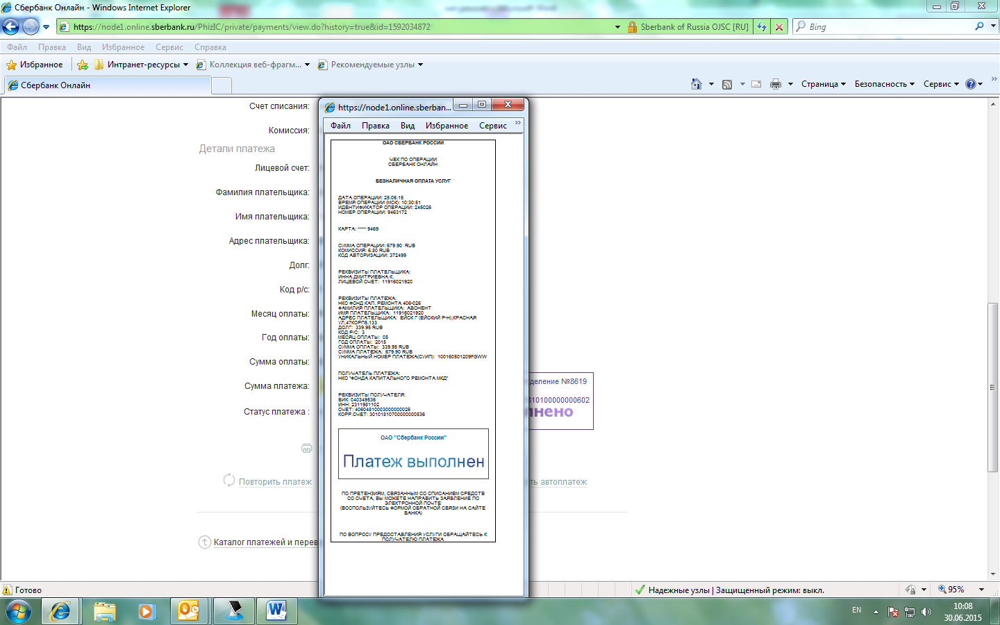 Сбербанк Онлайн - Windows Internet Explorer
https://node1.online.sberbank.ru/PhizIC/private/payments/view.do?history=true&id=1592034872
Sberbank of Russia OJSC [RU]
Bing
Файл Правка Вид Избранное Сервис Справка
Избранное Интранет-ресурсы Коллекция веб-фрагм... Рекомендуемые узлы
Сбербанк Онлайн
Страница Безопасность Сервис
Счет списания:
Комиссия:
Детали платежа
Лицевой счет:
Фамилия плательщика:
Имя плательщика:
Адрес плательщика:
Долг:
Код р/с:
Месяц оплаты:
Год оплаты:
Сумма оплаты:
Сумма платежа:
Статус платежа :
Повторить платеж
Каталог платежей и перев
https://node1.online.sberban...
Файл Правка Вид Избранное Сервис
ОАО СБЕРБАНК РОССИИ
ЧЕК ПО ОПЕРАЦИИ
СБЕРБАНК ОНЛАЙН
БЕЗНАЛИЧНАЯ ОПЛАТА УСЛУГ
ДАТА ОПЕРАЦИИ: 25.06.15
ВРЕМЯ ОПЕРАЦИИ (МСК): 10:30:51
ИДЕНТИФИКАТОР ОПЕРАЦИИ: 245026
НОМЕР ОПЕРАЦИИ: 9463172
КАРТА: **** 9469
СУММА ОПЕРАЦИИ: 679.90 RUB
КОМИССИЯ: 6.80 RUB
КОД АВТОРИЗАЦИИ: 372499
РЕКВИЗИТЫ ПЛАТЕЛЬЩИКА:
ИННА ДМИТРИЕВНА К.
ЛИЦЕВОЙ СЧЕТ: 11916021920
РЕКВИЗИТЫ ПЛАТЕЖА:
НКО ФОНД КАП. РЕМОНТА 406-026
ФАМИЛИЯ ПЛАТЕЛЬЩИКА: АБОНЕНТ
ИМЯ ПЛАТЕЛЬЩИКА: 11916021920
АДРЕС ПЛАТЕЛЬЩИКА: ЕЙСК Г (ЕЙСКИЙ Р-Н),КРАСНАЯ
УЛ,47КОРП5,133
ДОЛГ: 339.95 RUB
КОД Р/С: 3
МЕСЯЦ ОПЛАТЫ: 05
ГОД ОПЛАТЫ: 2015
СУММА ОПЛАТЫ: 339.95 RUB
СУММА ПЛАТЕЖА: 679.90 RUB
УНИКАЛЬНЫЙ НОМЕР ПЛАТЕЖА(СУИП): 100160501209FGWW
ПОЛУЧАТЕЛЬ ПЛАТЕЖА:
НКО "ФОНДА КАПИТАЛЬНОГО РЕМОНТА МКД"
РЕКВИЗИТЫ ПОЛУЧАТЕЛЯ:
БИК: 040349536
ИНН: 2311981102
СЧЕТ: 40604810003000000026
КОРР.СЧЕТ: 30101810700000000536
ОАО "Сбербанк России"
Платеж выполнен
ПО ПРЕТЕНЗИЯМ, СВЯЗАННЫМ СО СПИСАНИЕМ СРЕДСТВ
СО СЧЕТА, ВЫ МОЖЕТЕ НАПРАВИТЬ ЗАЯВЛЕНИЕ ПО
ЭЛЕКТРОННОЙ ПОЧТЕ
(ВОСПОЛЬЗУЙТЕСЬ ФОРМОЙ ОБРАТНОЙ СВЯЗИ НА САЙТЕ
БАНКА)
ПО ВОПРОСУ ПРЕДОСТАВЛЕНИЯ УСЛУГИ ОБРАЩАЙТЕСЬ К
ПОЛУЧАТЕЛЮ ПЛАТЕЖА
деление №8619
810100000000602
лнено
ть автоплатеж
Готово
Надежные узлы | Защищенный режим: выкл.
95%
EN
10:08
30.06.2015